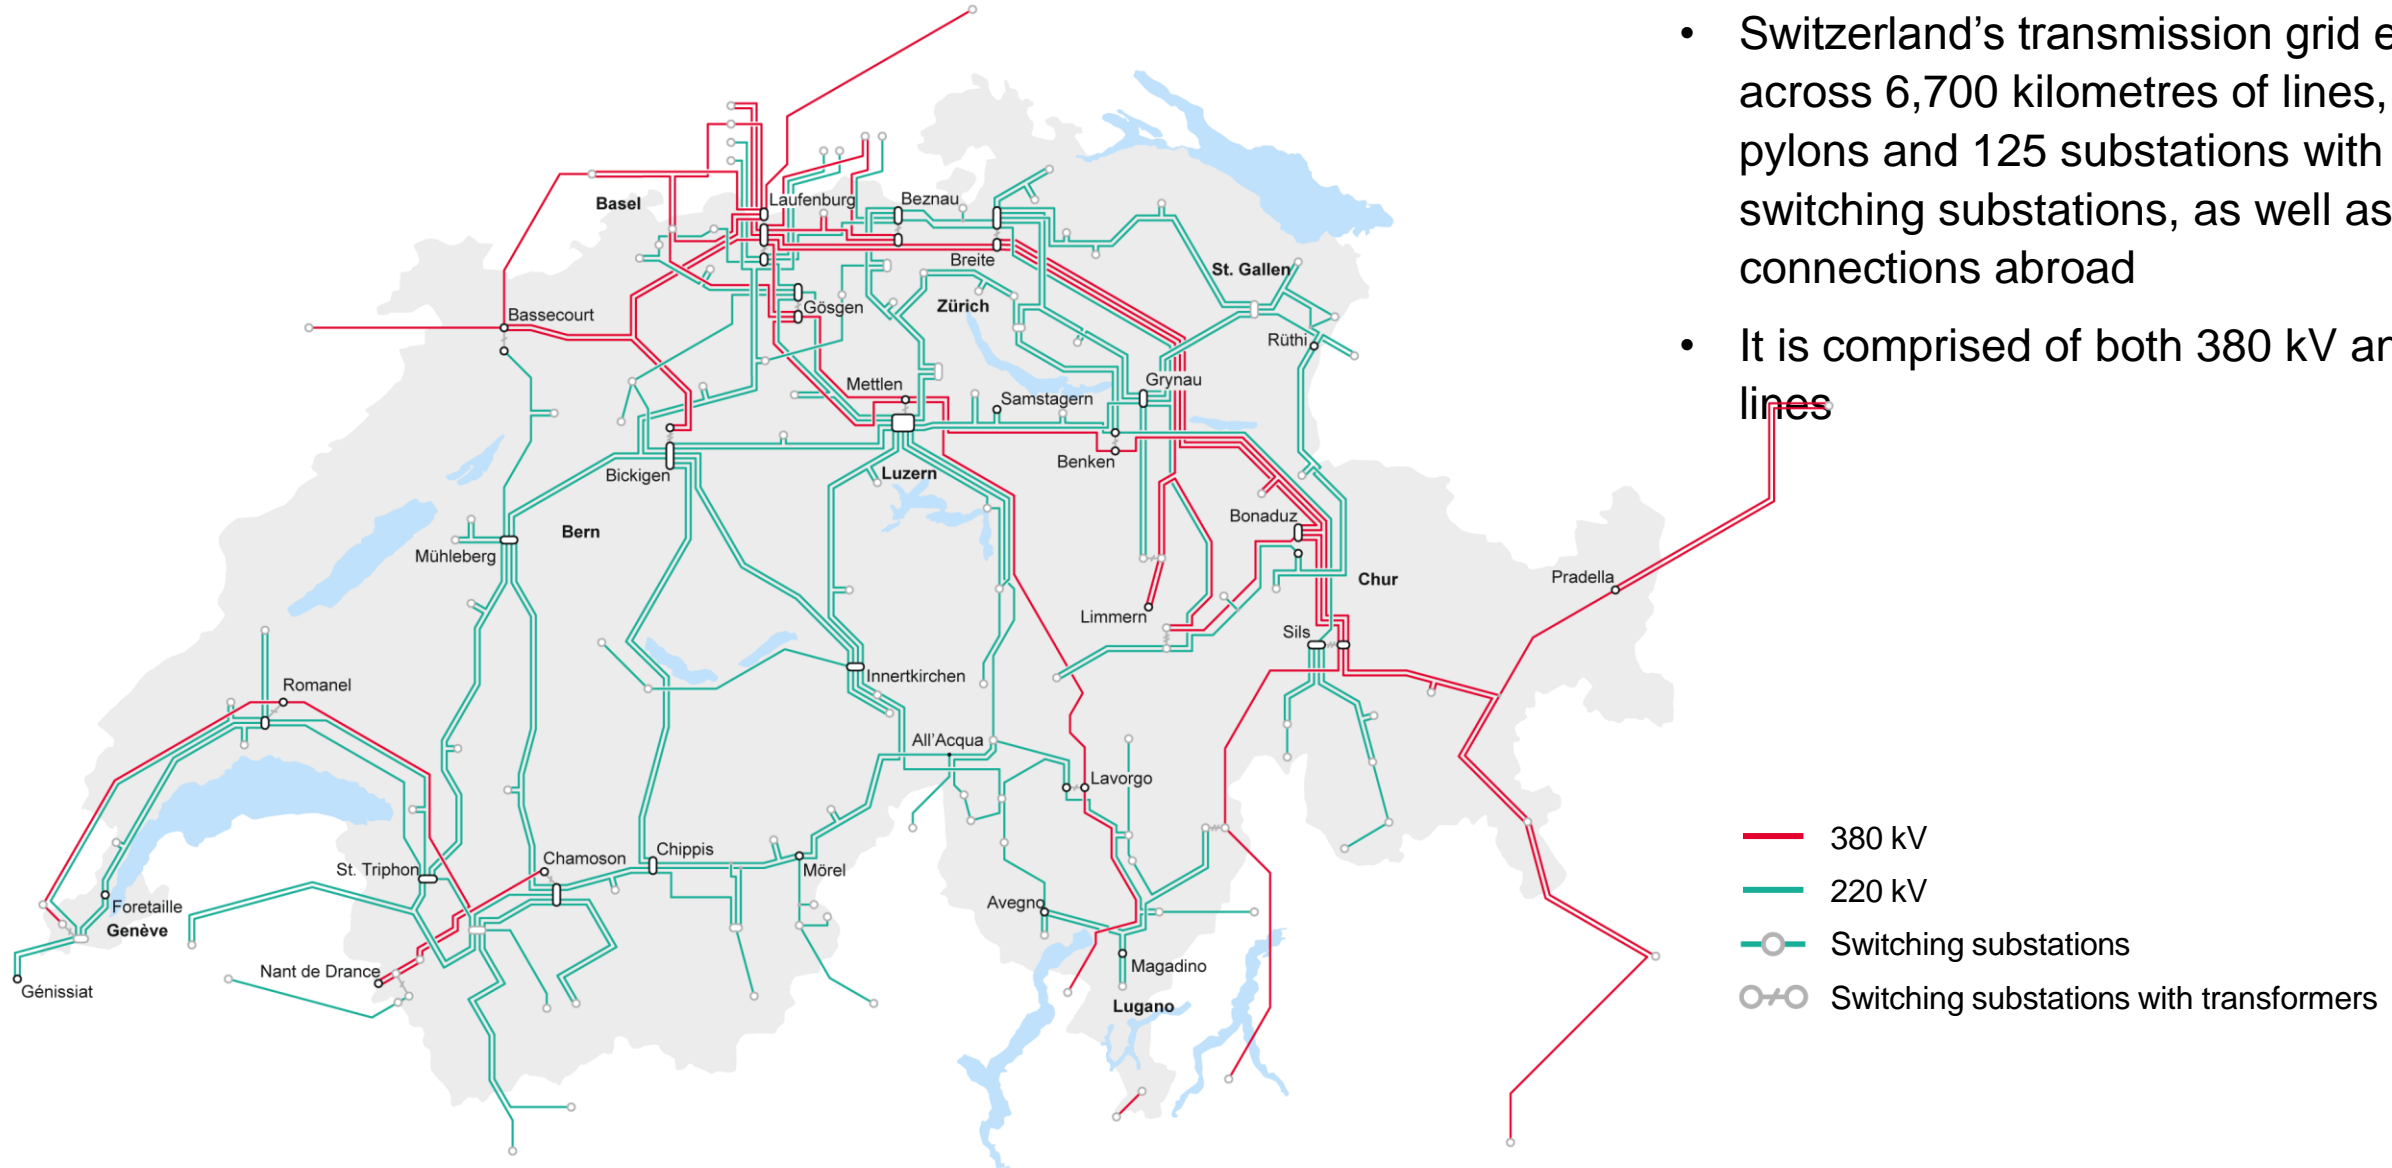 • Switzerland’s transmission grid
across 6,700 kilometres of lines,
pylons and 125 substations with
switching substations, as well as
connections abroad
• It is comprised of both 380 kV
lines
Laufenburg
Beznau
Basel
Breite
St. Gallen
Bassecourt
Gösgen
Zürich
Rüthi
Mettlen
Grynau
Samstagern
Benken
Bickigen
Luzern
Bonaduz
Bern
Mühleberg
Chur
Pradella
Limmern
Sils
Innertkirchen
Romanel
All’Acqua
Lavorgo
380 kV
Chippis
Chamoson
St. Triphon
Mörel
220 kV
Foretaille
Avegno
Genève
Switching substations
Magadino
Nant de Drance
Génissiat
Lugano
Switching substations with transformers